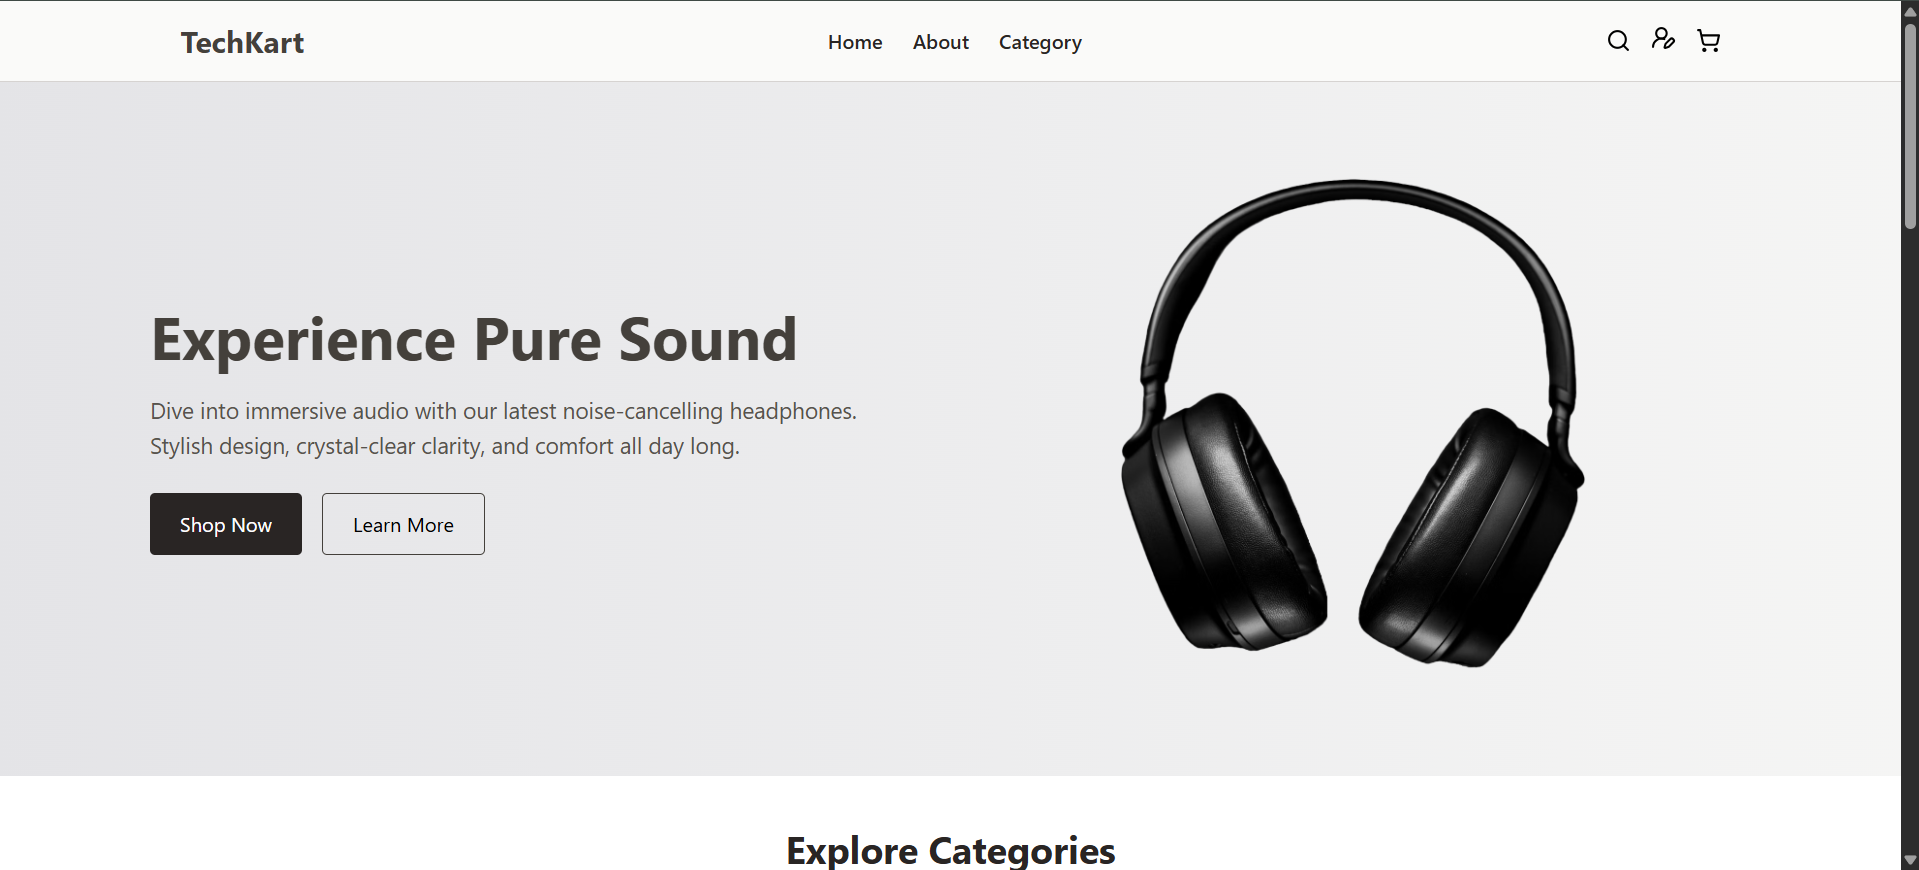 TechKart
Home
About
Category
Experience Pure Sound
Dive into immersive audio with our latest noise-cancelling headphones.
Stylish design, crystal-clear clarity, and comfort all day long.
Shop Now
Learn More
Explore Categories